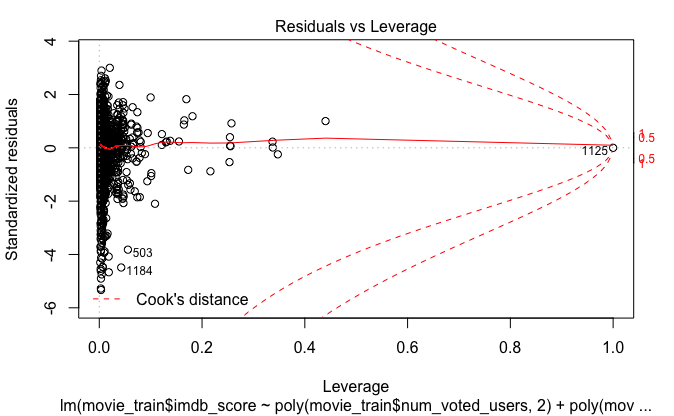 Residuals vs Leverage
Standardized residuals
4
2
0
-2
-4
-6
1
0.5
0.5
1
1125
503
1184
Cook's distance
0.0 0.2 0.4 0.6 0.8 1.0
Leverage
lm(movie_train$imdb_score ~ poly(movie_train$num_voted_users, 2) + poly(mov ...